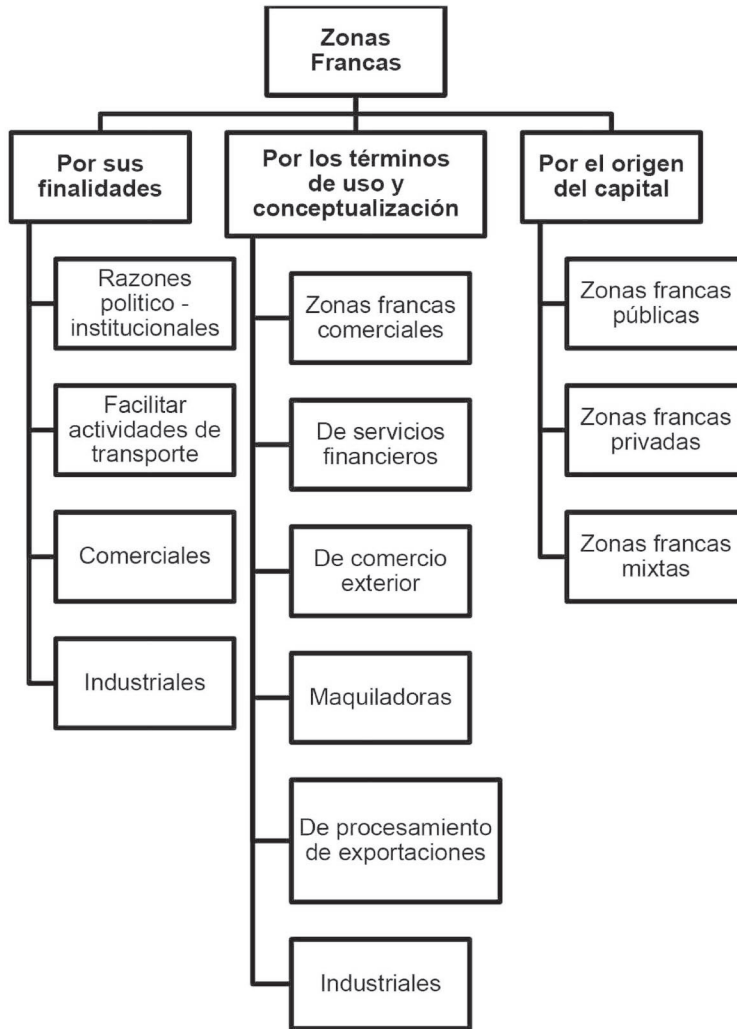 Zonas
Francas
Por sus
finalidades
Por los términos
de uso y
conceptualización
Por el origen
del capital
Razones
politico -
institucionales
Facilitar
actividades de
transporte
Comerciales
Industriales
Zonas francas
comerciales
De servicios
financieros
De comercio
exterior
Maquiladoras
De procesamiento
de exportaciones
Industriales
Zonas francas
públicas
Zonas francas
privadas
Zonas francas
mixtas